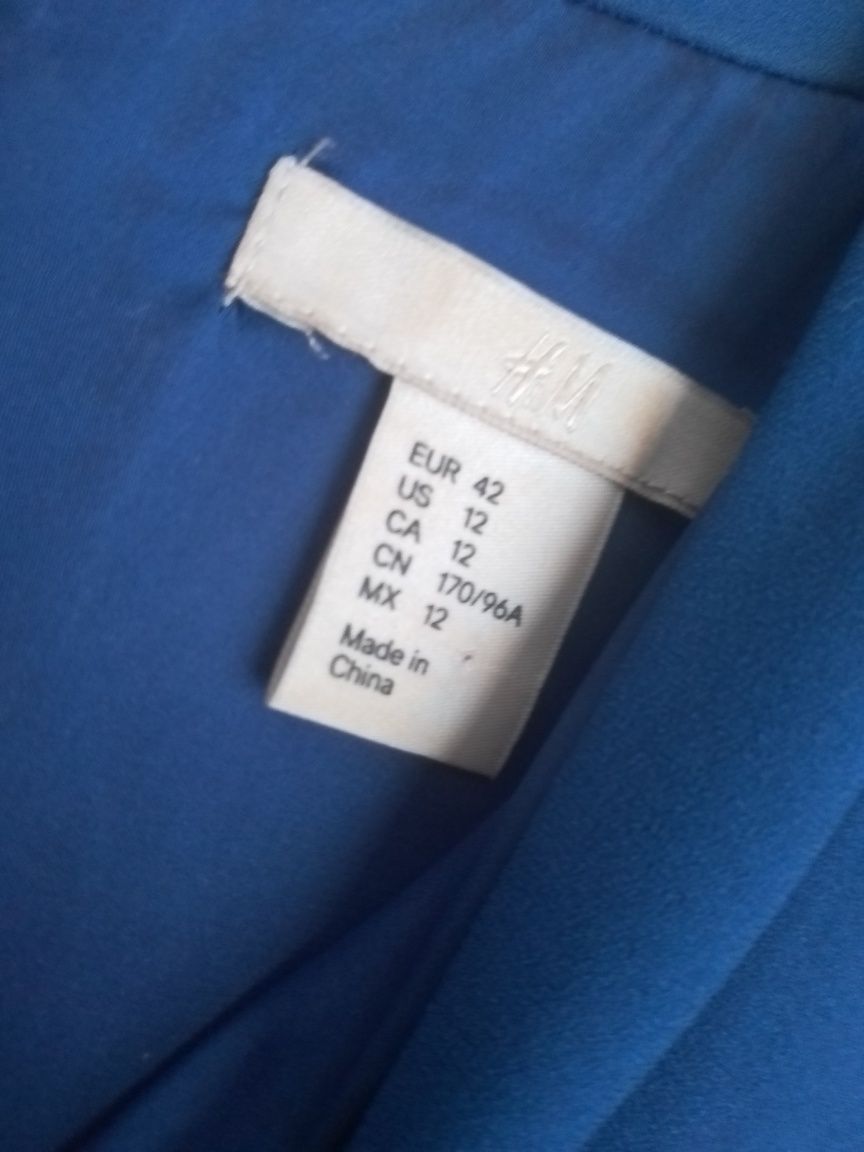 H&M
EUR 42
US 12
CA 12
CN 170/96A
MX 12
Made in
China